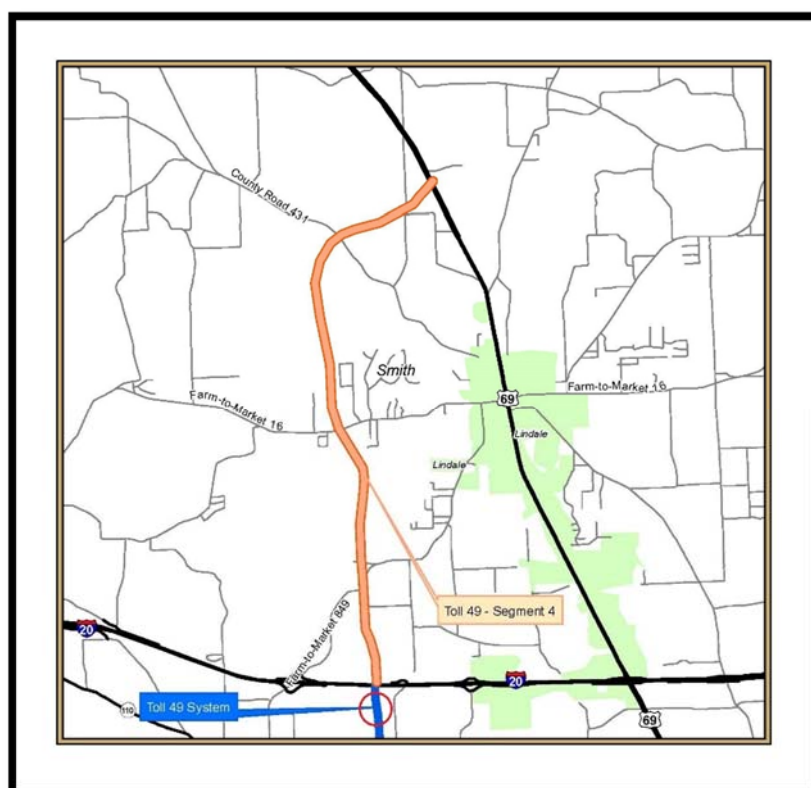 County Road 431
Smith
Farm-to-Market 16
69
Farm-to-Market 16
Lindale
Lindale
Toll 49 - Segment 4
20
Farm-to-Market 849
20
110
Toll 49 System
69